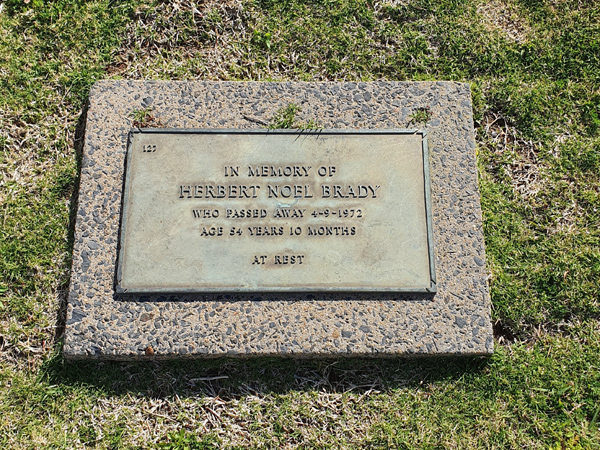 127
IN MEMORY OF
HERBERT NOEL BRADY
WHO PASSED AWAY 4-9-1972
AGE 54 YEARS 10 MONTHS
AT REST